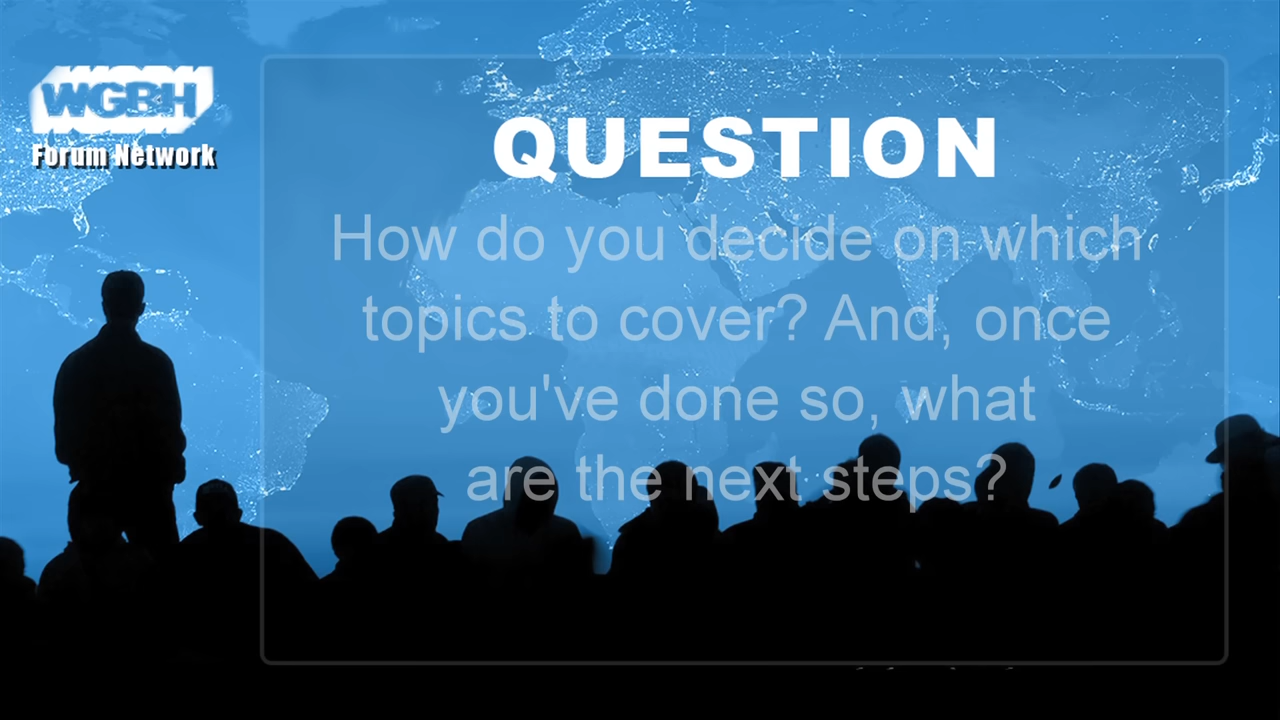 WGBH
Forum Network
QUESTION
How do you decide on which
topics to cover? And, once
you've done so, what
are the next steps?